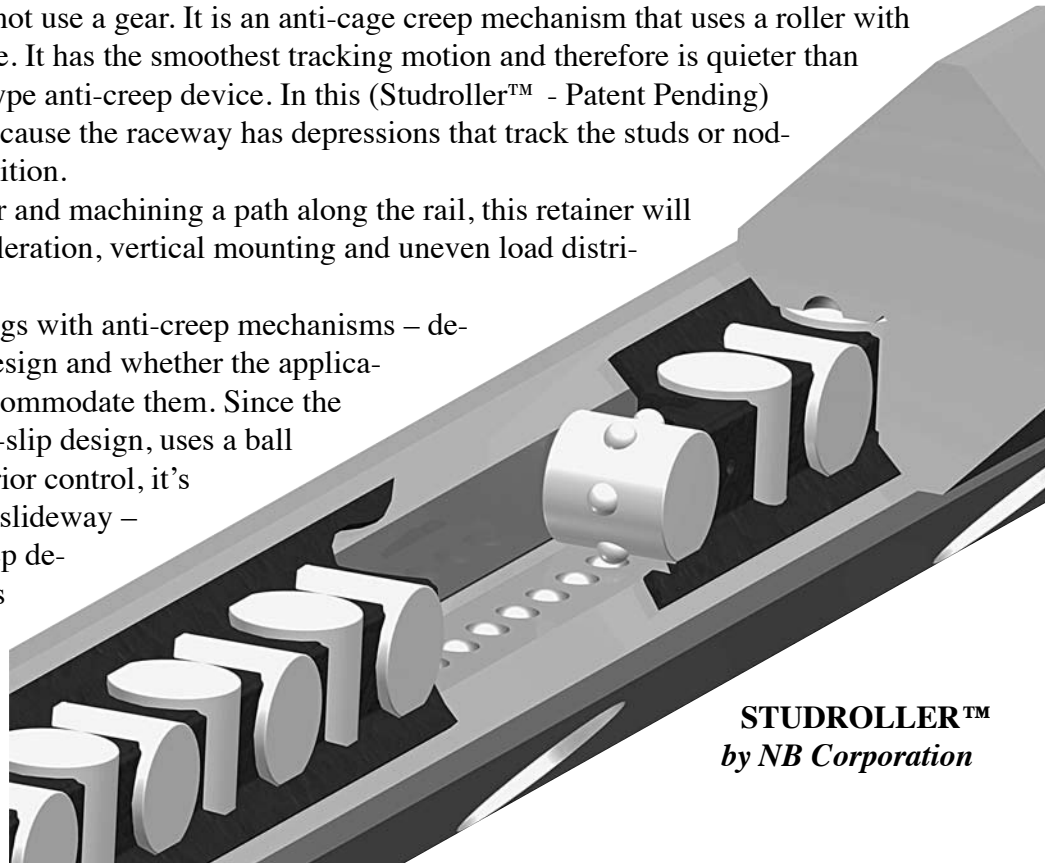 not use a gear. It is an anti-cage creep mechanism that uses a roller with
e. It has the smoothest tracking motion and therefore is quieter than
ype anti-creep device. In this (Studroller™ - Patent Pending)
cause the raceway has depressions that track the studs or nod-
ition.
r and machining a path along the rail, this retainer will
leration, vertical mounting and uneven load distri-
gs with anti-creep mechanisms – de-
esign and whether the applica-
ommodate them. Since the
-slip design, uses a ball
rior control, it’s
slideway –
ep de-
s
STUDROLLER™
by NB Corporation